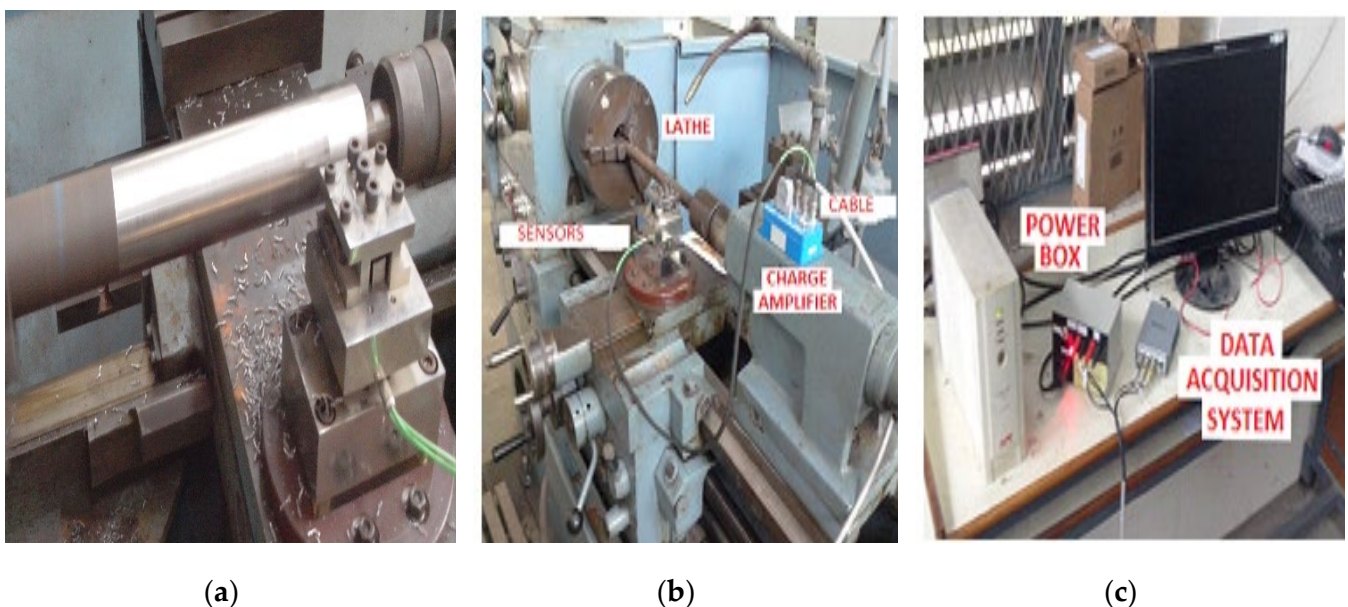 LATHE
SENSORS
CABLE
CHARGE
AMPLIFIER
POWER
BOX
DATA
ACQUISITION
SYSTEM
(a)
(b)
(c)